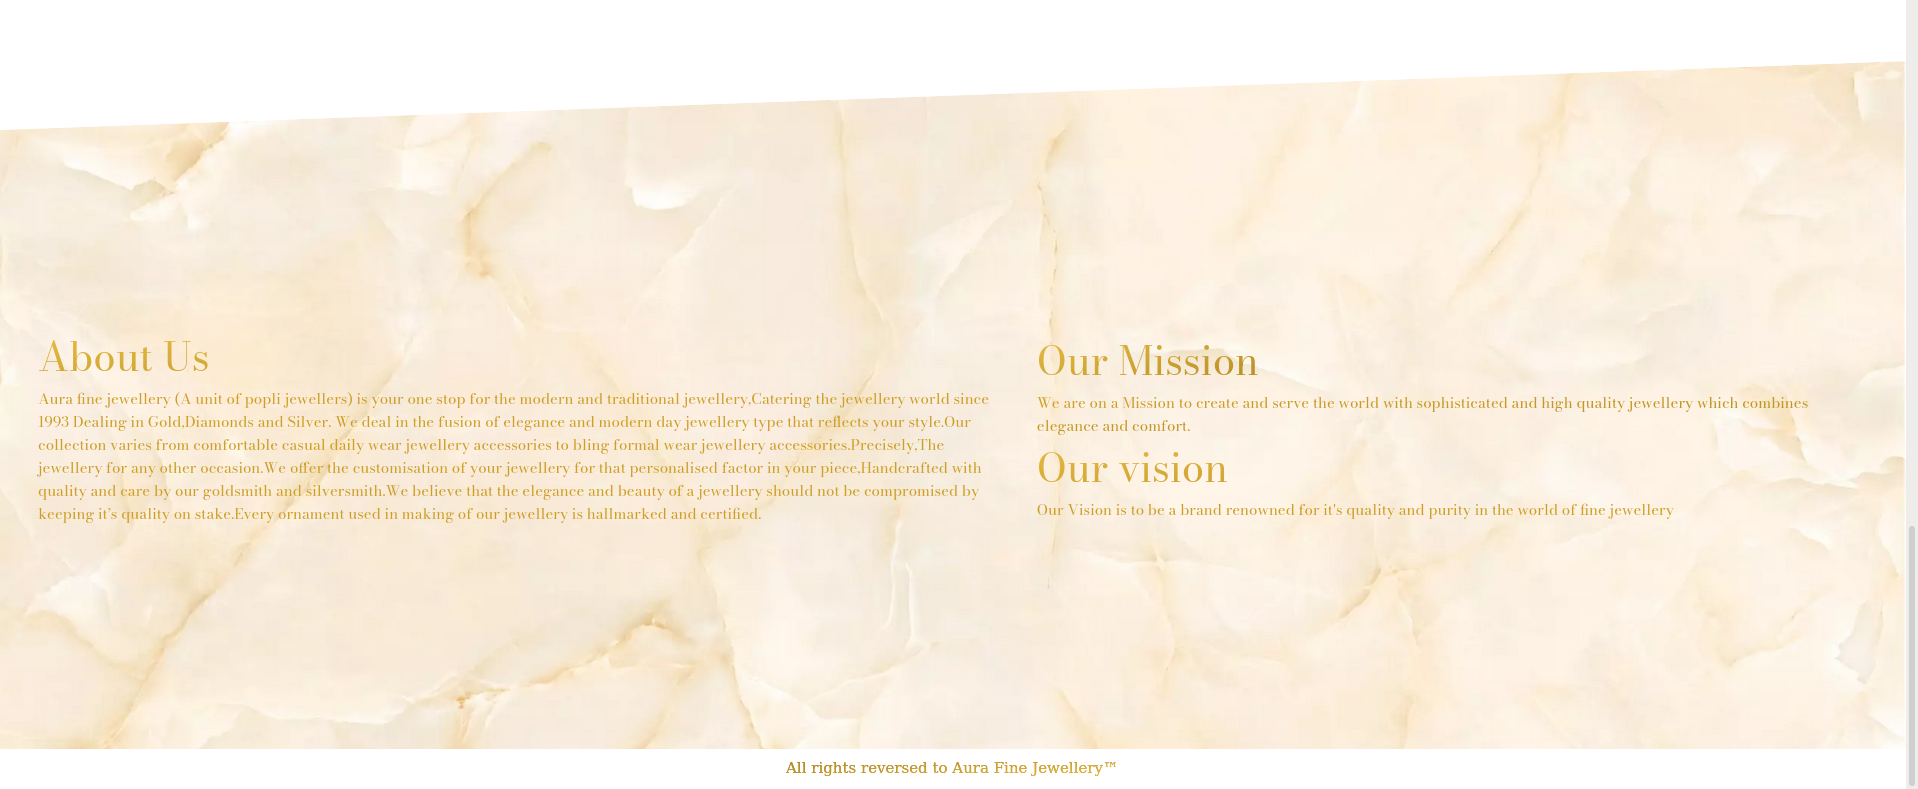 About Us
Aura fine jewellery (A unit of popli jewellers) is your one stop for the modern and traditional jewellery,Catering the jewellery world since
1993 Dealing in Gold,Diamonds and Silver. We deal in the fusion of elegance and modern day jewellery type that reflects your style.Our
collection varies from comfortable casual daily wear jewellery accessories to bling formal wear jewellery accessories.Precisely,The
jewellery for any other occasion.We offer the customisation of your jewellery for that personalised factor in your piece,Handcrafted with
quality and care by our goldsmith and silversmith.We believe that the elegance and beauty of a jewellery should not be compromised by
keeping it's quality on stake.Every ornament used in making of our jewellery is hallmarked and certified.
Our Mission
We are on a Mission to create and serve the world with sophisticated and high quality jewellery which combines
elegance and comfort.
Our vision
Our Vision is to be a brand renowned for it's quality and purity in the world of fine jewellery
All rights reversed to Aura Fine Jewellery™